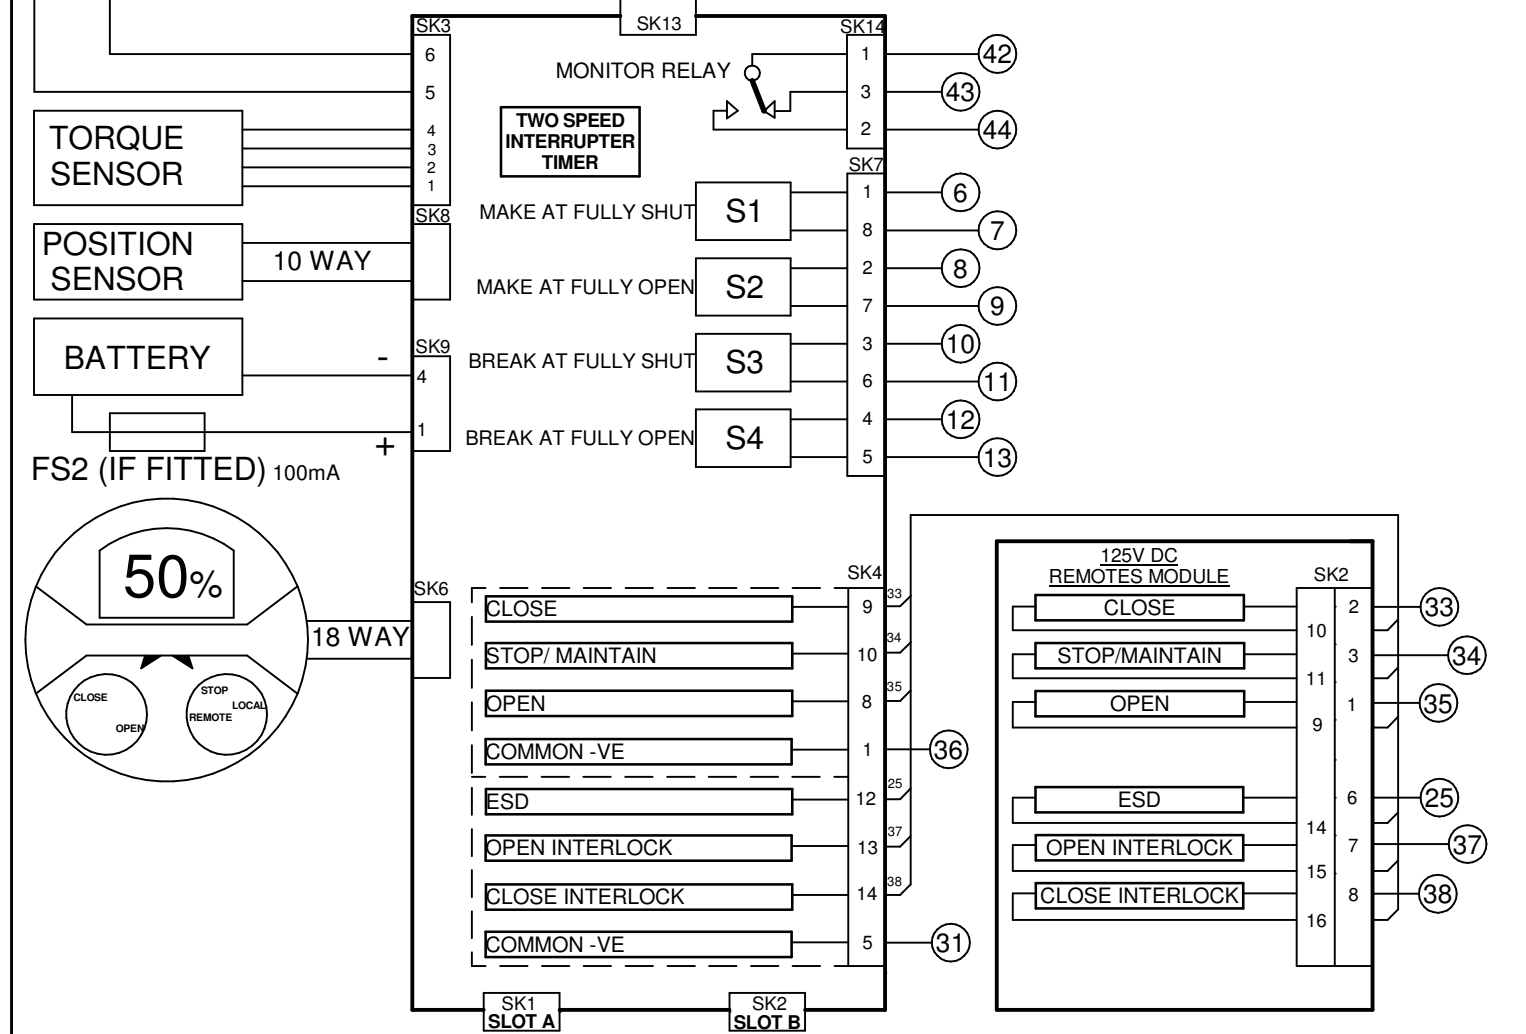 SK3
SK13
SK14
6
MONITOR RELAY
1
42
5
3
43
TWO SPEED
INTERRUPTER
TIMER
2
44
TORQUE
SENSOR
4
3
2
1
SK7
SK8
MAKE AT FULLY SHUT
S1
1
6
8
7
POSITION
SENSOR
10 WAY
MAKE AT FULLY OPEN
S2
2
8
7
9
BATTERY
-
SK9
4
BREAK AT FULLY SHUT
S3
3
10
6
11
+
1
BREAK AT FULLY OPEN
S4
4
12
5
13
FS2 (IF FITTED) 100mA
50%
CLOSE
OPEN
STOP
LOCAL
REMOTE
18 WAY
SK6
SK4
CLOSE
9
33
STOP/ MAINTAIN
10
34
OPEN
8
35
COMMON -VE
1
36
ESD
12
25
OPEN INTERLOCK
13
37
CLOSE INTERLOCK
14
38
COMMON -VE
5
31
SK1
SLOT A
SK2
SLOT B
125V DC
REMOTES MODULE
SK2
CLOSE
2
33
10
STOP/MAINTAIN
3
34
11
OPEN
1
35
9
ESD
6
25
14
OPEN INTERLOCK
7
37
15
CLOSE INTERLOCK
8
38
16